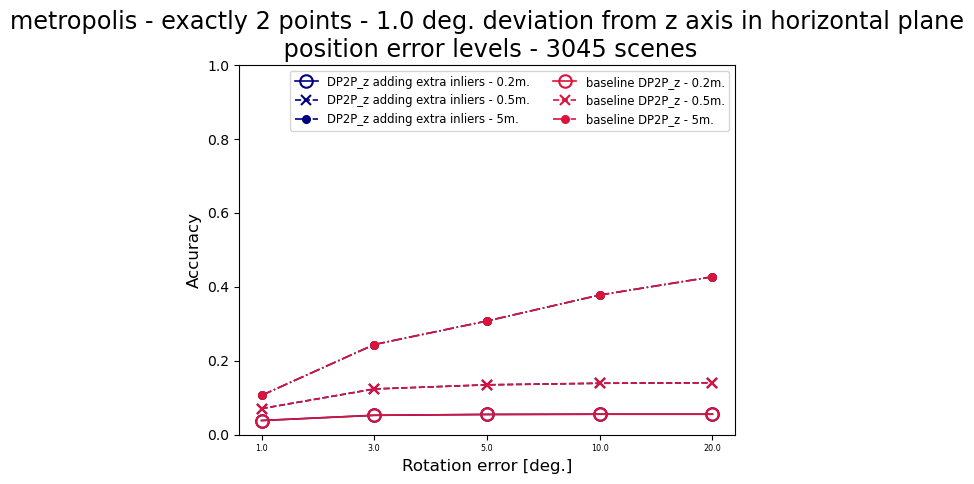 metropolis - exactly 2 points - 1.0 deg. deviation from z axis in horizontal plane
position error levels - 3045 scenes
DP2P_z adding extra inliers - 0.2m.
DP2P_z adding extra inliers - 0.5m.
DP2P_z adding extra inliers - 5m.
baseline DP2P_z - 0.2m.
baseline DP2P_z - 0.5m.
baseline DP2P_z - 5m.
Accuracy
1.0
0.8
0.6
0.4
0.2
0.0
1.0 3.0 5.0 10.0 20.0
Rotation error [deg.]